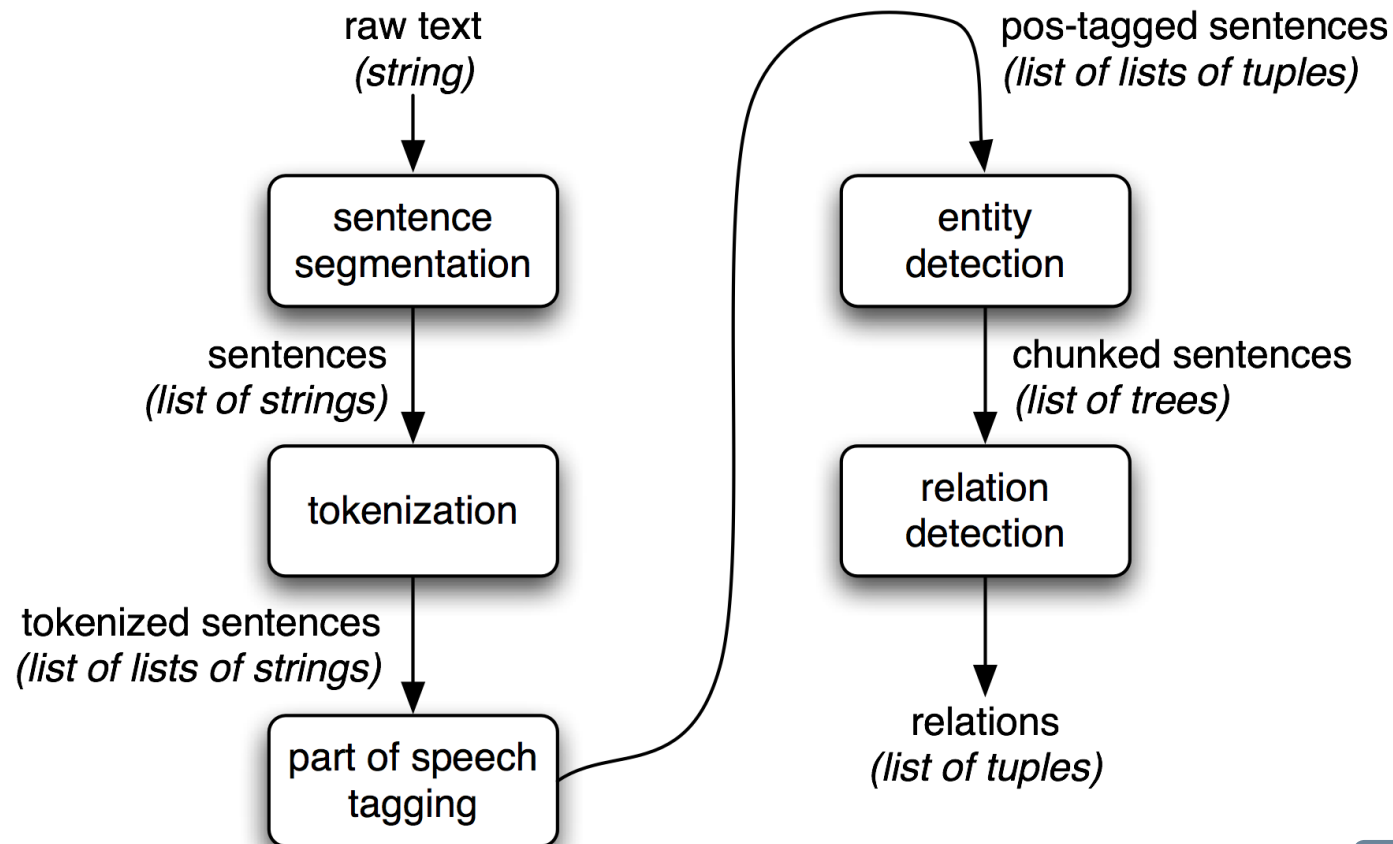 raw text
(string)
sentence
segmentation
sentences
(list of strings)
tokenization
tokenized sentences
(list of lists of strings)
part of speech
tagging
pos-tagged sentences
(list of lists of tuples)
entity
detection
chunked sentences
(list of trees)
relation
detection
relations
(list of tuples)